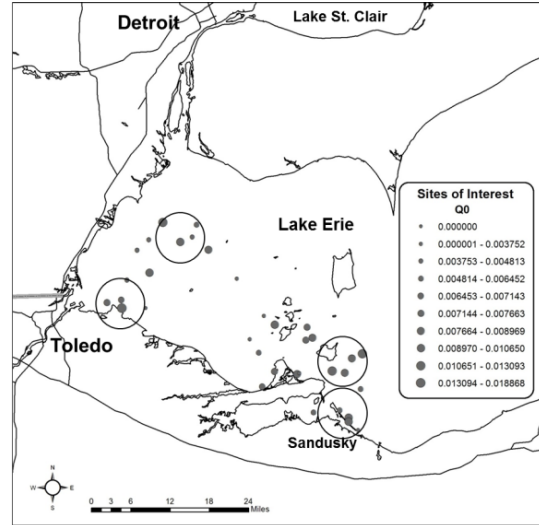 Detroit
Lake St. Clair
Lake Erie
Sites of Interest
Q0
0.000000
0.000001 - 0.003752
0.003753 - 0.004813
0.004814 - 0.006452
0.006453 - 0.007143
0.007144 - 0.007663
0.007664 - 0.008969
0.008970 - 0.010650
0.010651 - 0.013093
0.013094 - 0.018868
Toledo
Sandusky
N
W E
S
0 3 6 12 18 24
Miles